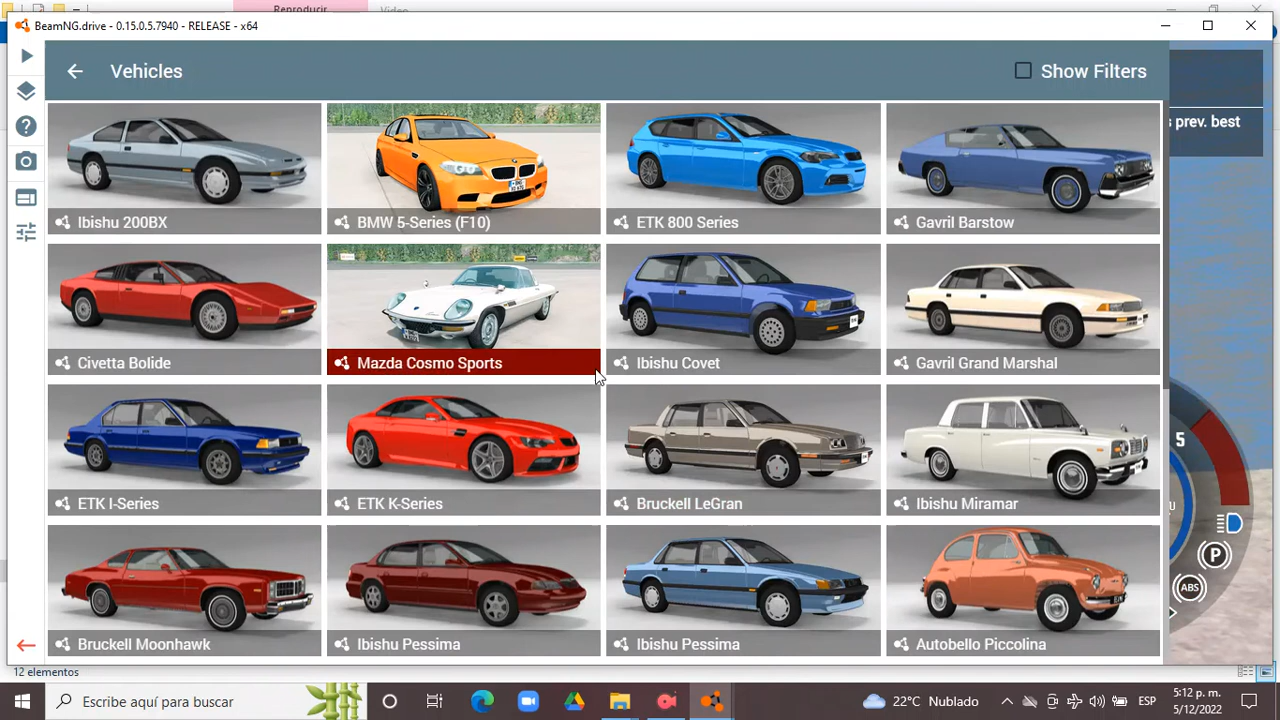 Reproducir
Video
BeamNG.drive - 0.15.0.5.7940 - RELEASE - x64
Vehicles
Show Filters
s prev. best
Ibishu 200BX
BMW 5-Series (F10)
ETK 800 Series
Gavril Barstow
Civetta Bolide
Mazda Cosmo Sports
Ibishu Covet
Gavril Grand Marshal
ETK I-Series
ETK K-Series
Bruckell LeGran
Ibishu Miramar
5
P
ABS
Bruckell Moonhawk
Ibishu Pessima
Ibishu Pessima
Autobello Piccolina
12 elementos
Escribe aquí para buscar
22°C Nublado
ESP
5:12 p. m.
5/12/2022